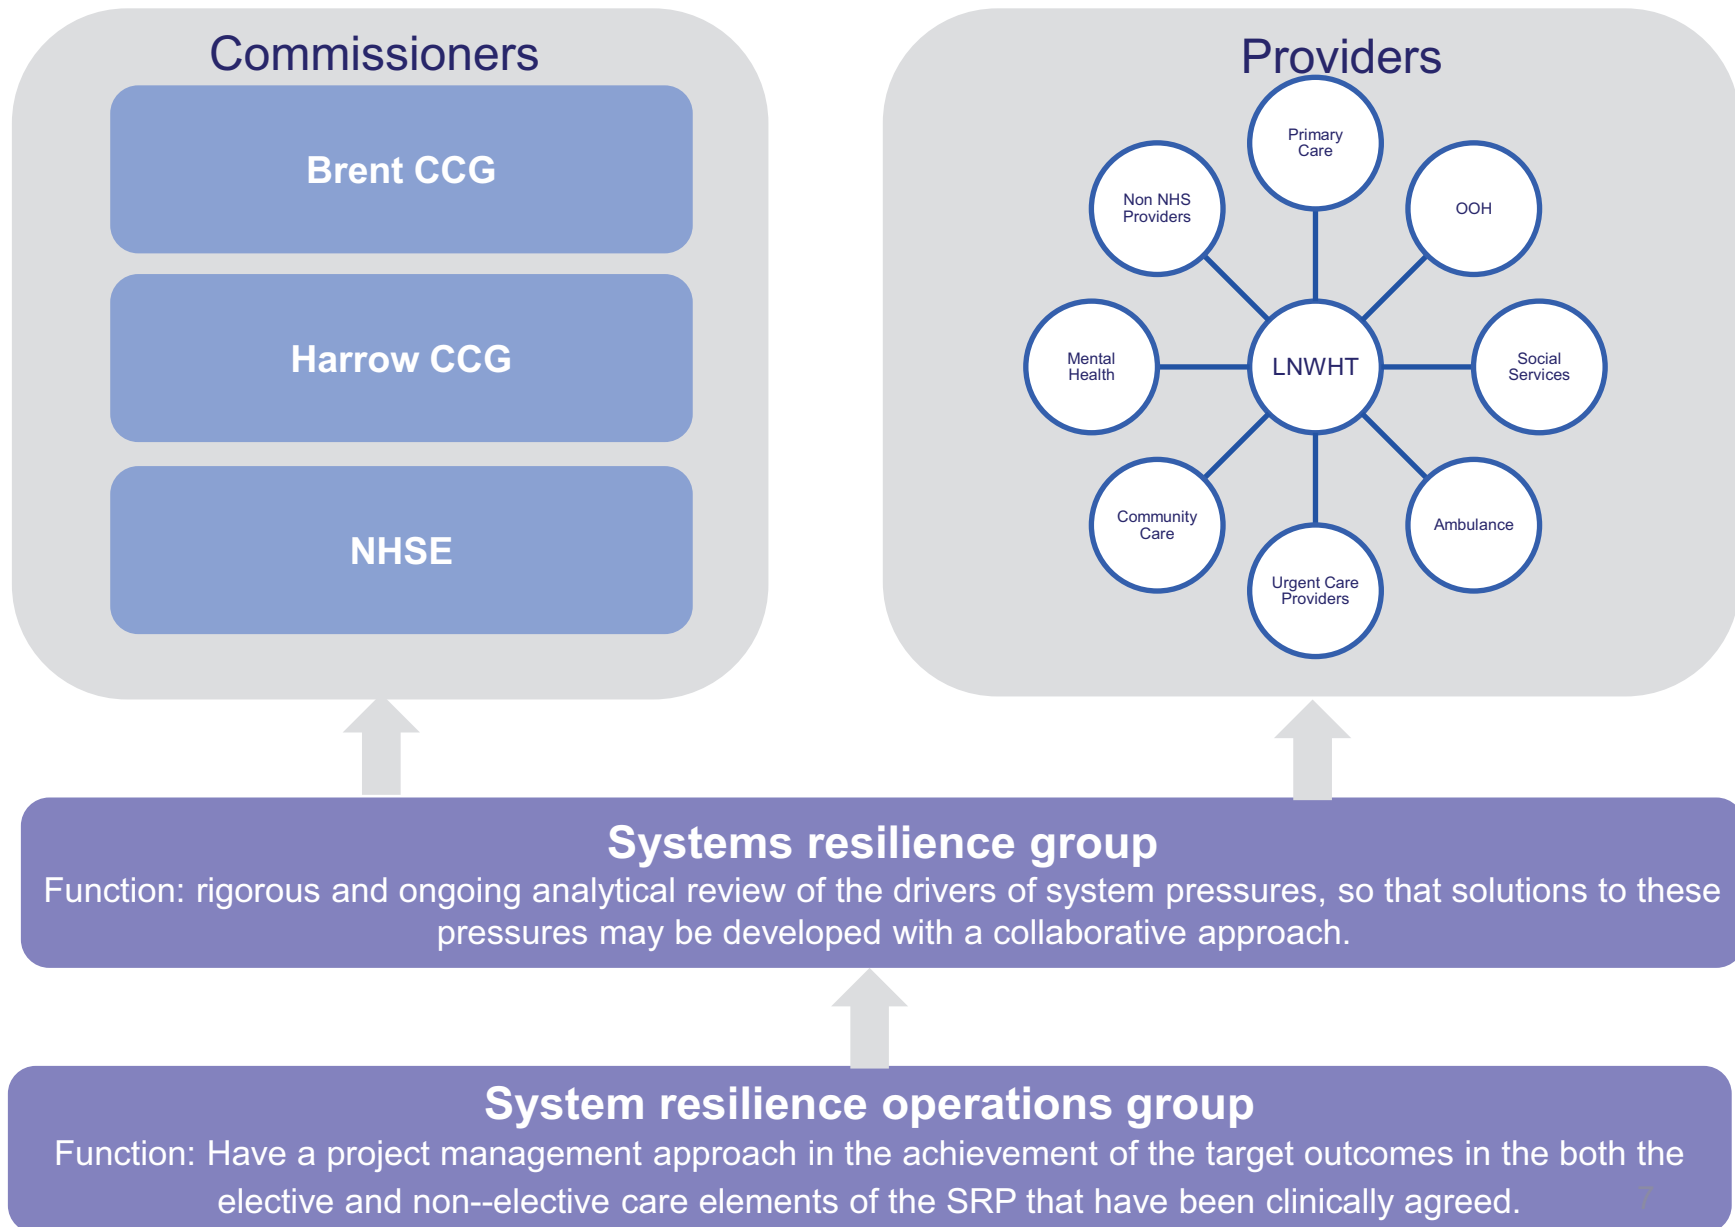 Commissioners
Brent CCG
Harrow CCG
NHSE
Providers
Primary
Care
OOH
Social
Services
Ambulance
Urgent Care
Providers
Community
Care
Mental
Health
Non NHS
Providers
LNWHT
Systems resilience group
Function: rigorous and ongoing analytical review of the drivers of system pressures, so that solutions to these
pressures may be developed with a collaborative approach.
System resilience operations group
Function: Have a project management approach in the achievement of the target outcomes in the both the
elective and non--elective care elements of the SRP that have been clinically agreed.
7